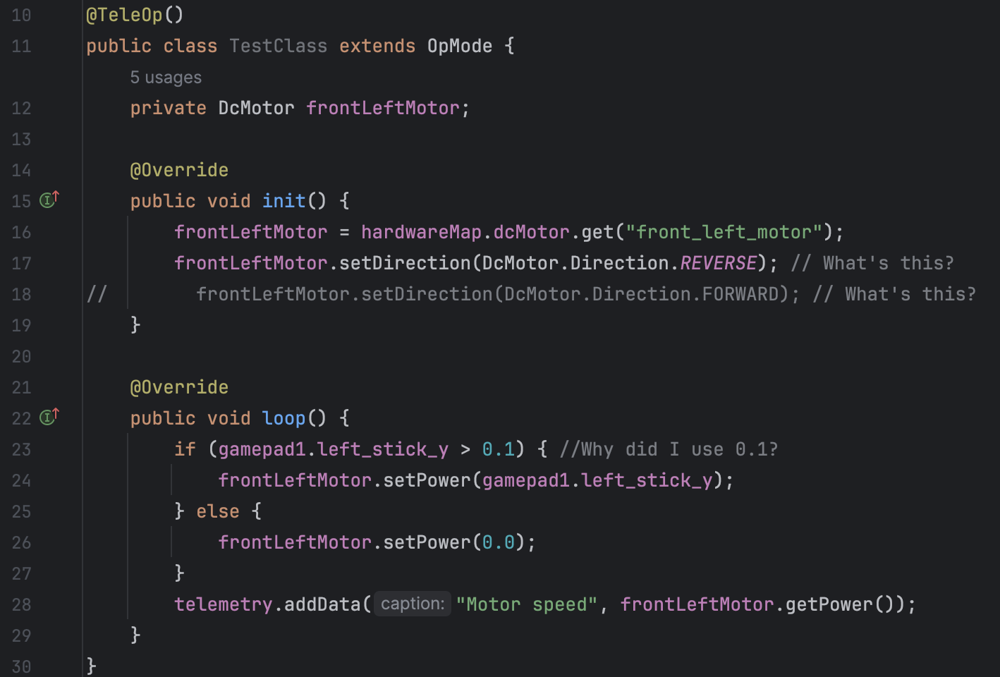 10 @TeleOp()
11 public class TestClass extends OpMode {
5 usages
12 private DcMotor frontLeftMotor;
13
14 @Override
15 public void init() {
16 frontLeftMotor = hardwareMap.dcMotor.get("front_left_motor");
17 frontLeftMotor.setDirection(DcMotor.Direction.REVERSE); // What's this?
18 // frontLeftMotor.setDirection(DcMotor.Direction.FORWARD); // What's this?
19 }
20
21 @Override
22 public void loop() {
23 if (gamepad1.left_stick_y > 0.1) { //Why did I use 0.1?
24 frontLeftMotor.setPower(gamepad1.left_stick_y);
25 } else {
26 frontLeftMotor.setPower(0.0);
27 }
28 telemetry.addData( caption: "Motor speed", frontLeftMotor.getPower());
29 }
30 }